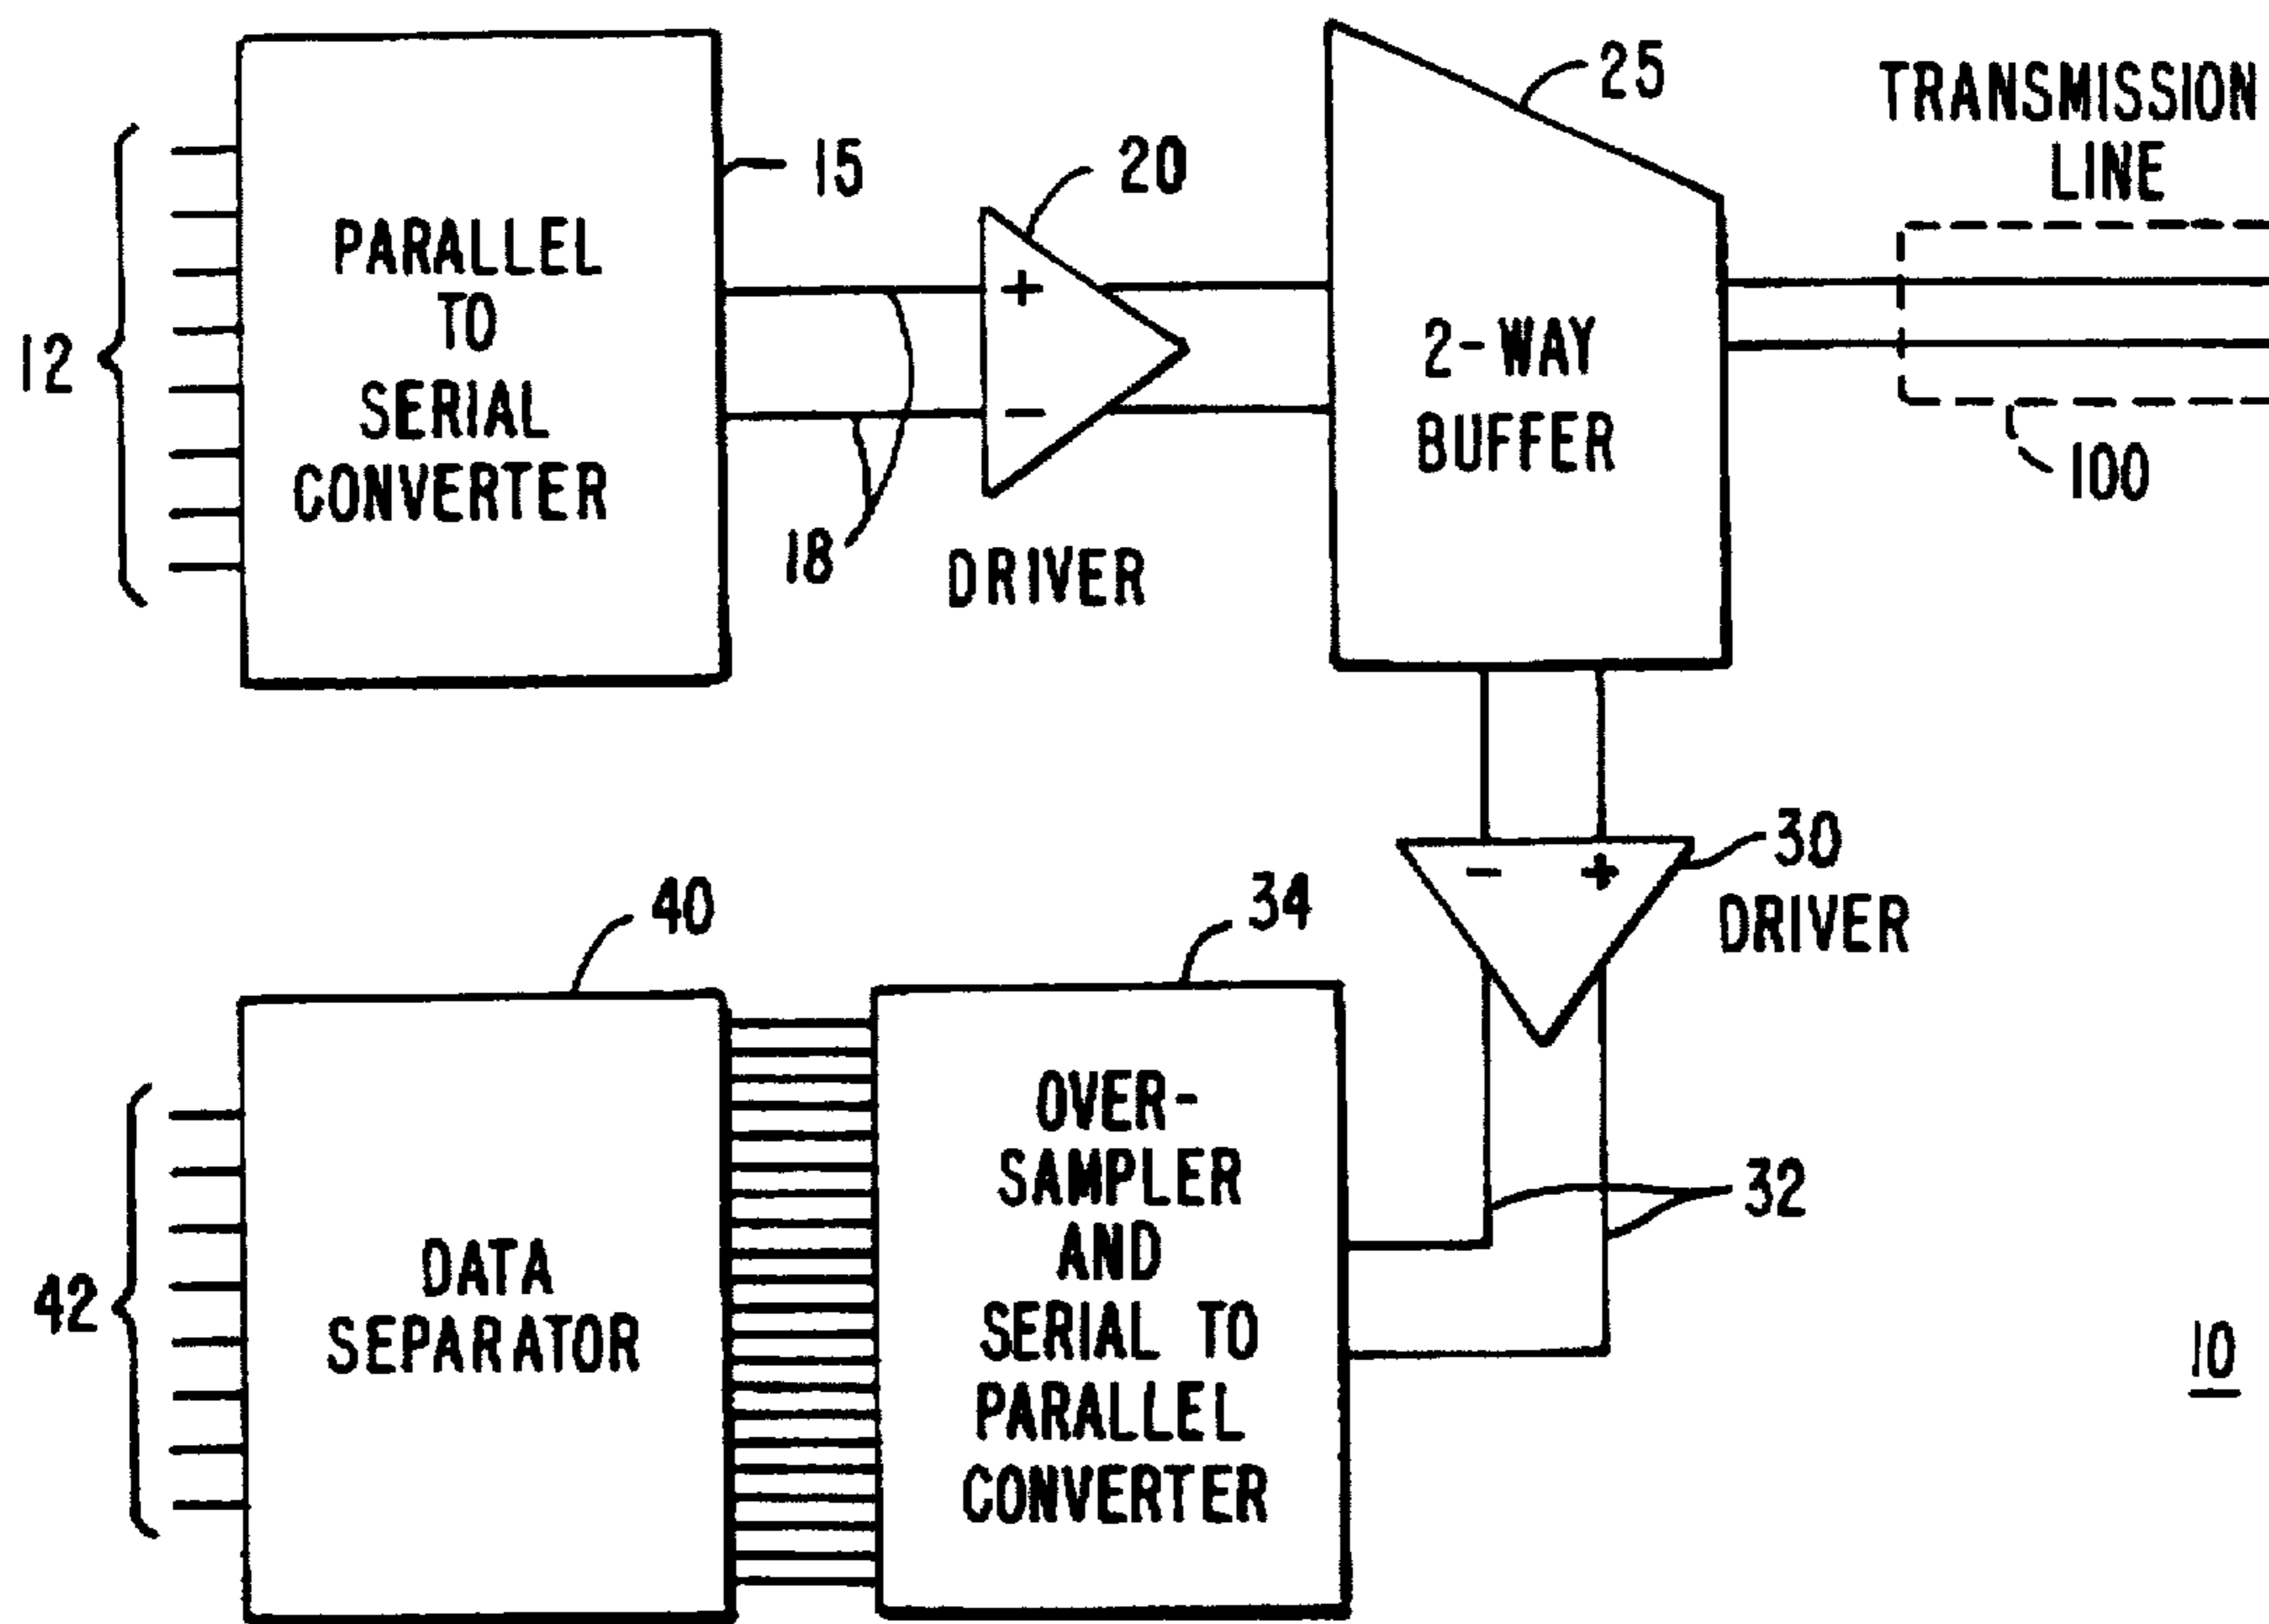 25
TRANSMISSION
LINE
15
20
PARALLEL
TO
SERIAL
CONVERTER
12
+
-
2-WAY
BUFFER
100
18
DRIVER
- +
30
DRIVER
40
34
OVER-
SAMPLER
AND
SERIAL TO
PARALLEL
CONVERTER
32
DATA
SEPARATOR
42
10